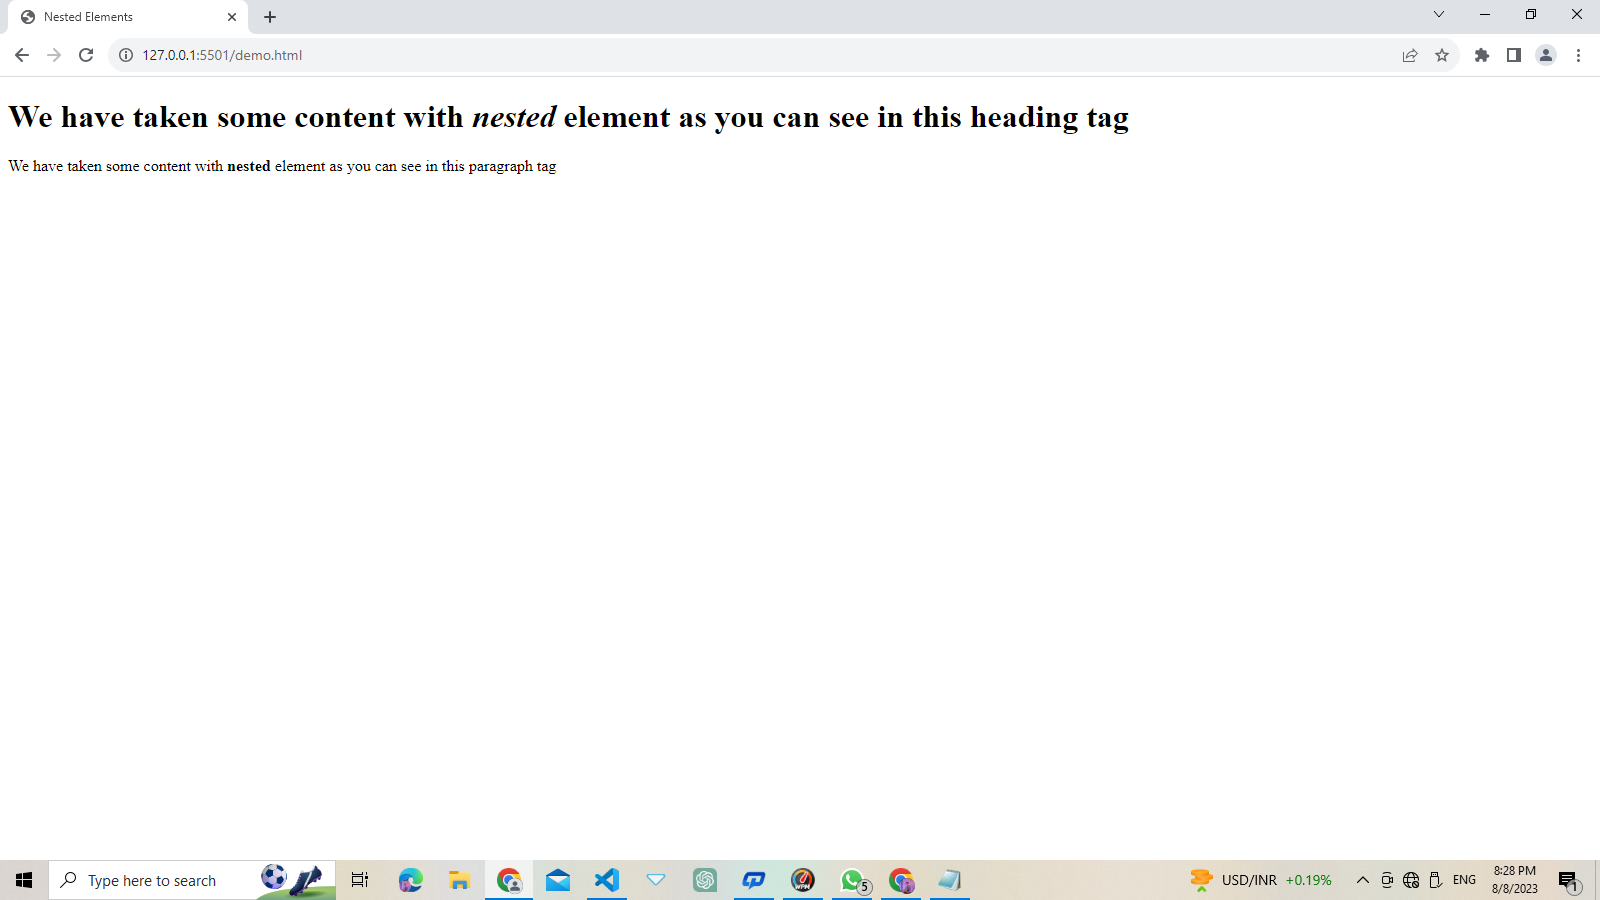 Nested Elements
127.0.0.1:5501/demo.html
We have taken some content with nested element as you can see in this heading tag
We have taken some content with nested element as you can see in this paragraph tag
Type here to search
WPM
5
USD/INR +0.19%
ENG
8:28 PM
8/8/2023
1